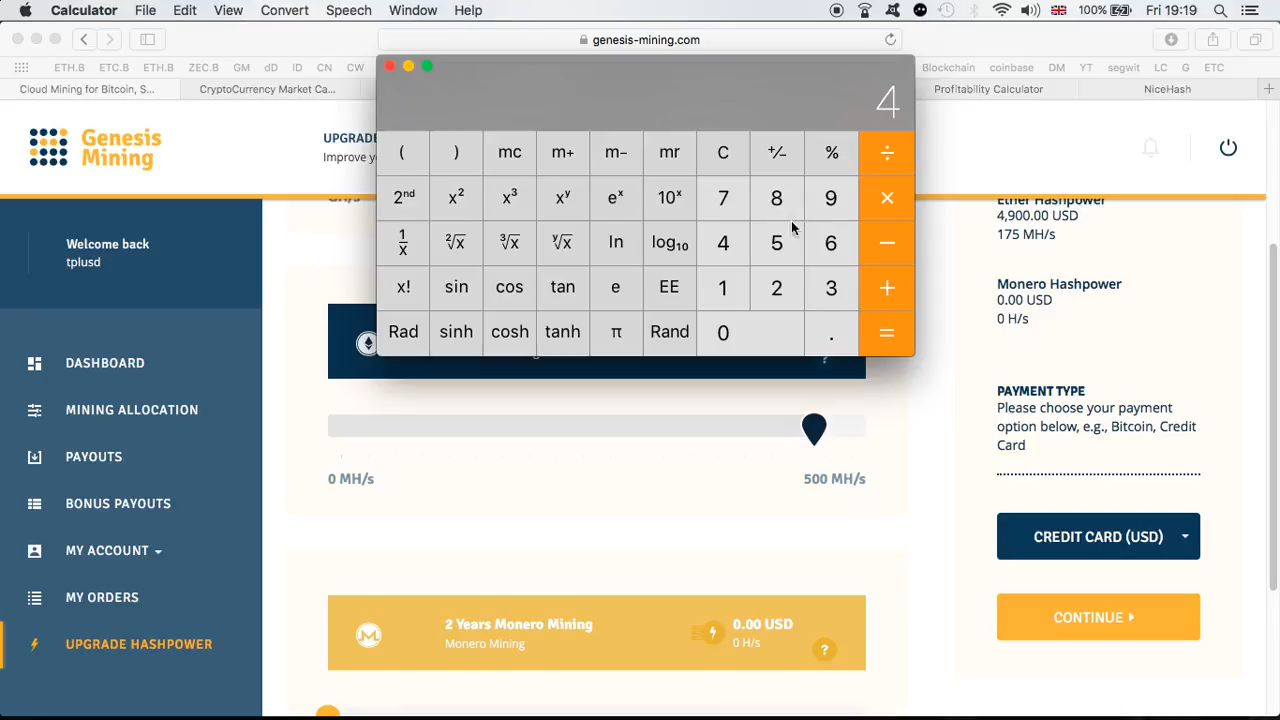 Calculator File Edit View Convert Speech Window Help 100% Fri 19:19
genesis-mining.com
ETH.B ETC.B ETH.B ZEC.B GM dD ID CN CW Blockchain coinbase DM YT segwit LC G ETC
Cloud Mining for Bitcoin, S... CryptoCurrency Market Ca... Profitability Calculator NiceHash
4
( ) mc m+ m− mr C +/− % ÷
2nd x² x³ xʸ eˣ 10ˣ 7 8 9 ×
1/x ²√x ³√x ʸ√x ln log₁₀ 4 5 6 −
x! sin cos tan e EE 1 2 3 +
Rad sinh cosh tanh π Rand 0 . =
Genesis
Mining
UPGRADE
Improve
Welcome back
tplusd
DASHBOARD
MINING ALLOCATION
PAYOUTS
BONUS PAYOUTS
MY ACCOUNT
MY ORDERS
UPGRADE HASHPOWER
?
0 MH/s 500 MH/s
2 Years Monero Mining
Monero Mining
0.00 USD
0 H/s
?
Ether Hashpower
4,900.00 USD
175 MH/s
Monero Hashpower
0.00 USD
0 H/s
PAYMENT TYPE
Please choose your payment
option below, e.g., Bitcoin, Credit
Card
CREDIT CARD (USD)
CONTINUE